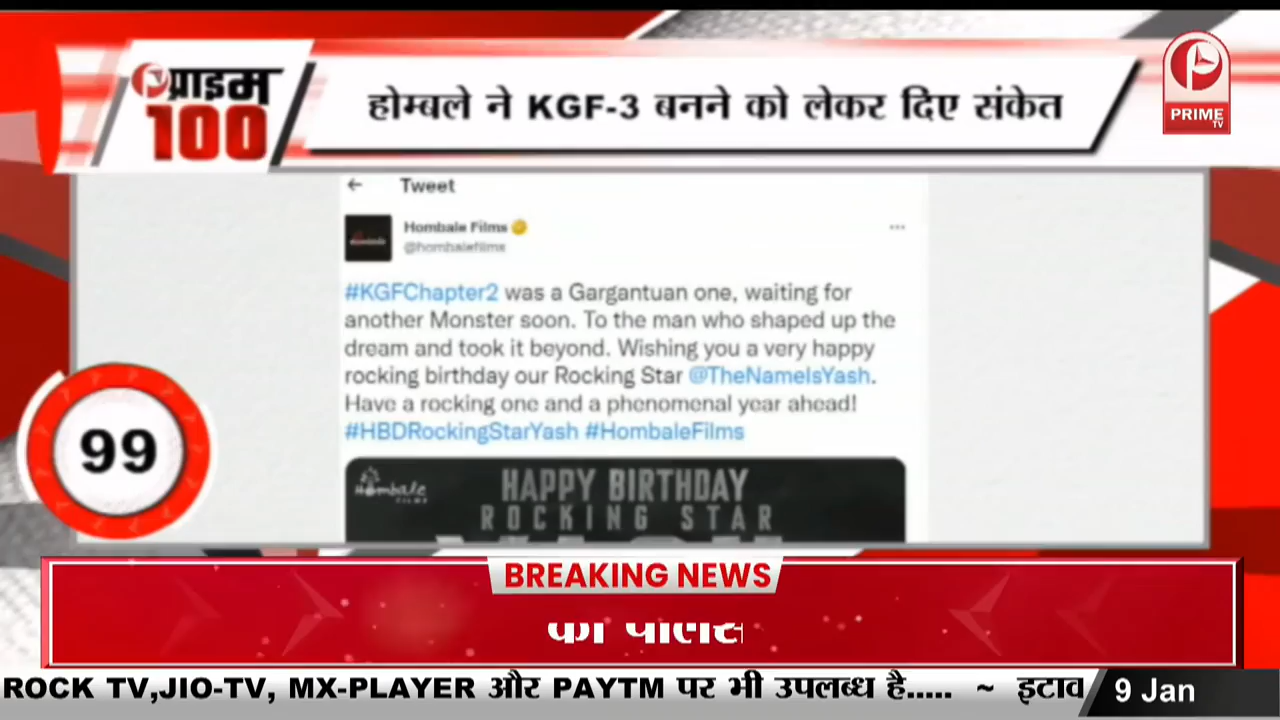 प्राइम
100
होम्बले ने KGF-3 बनने को लेकर दिए संकेत
PRIME
TV
← Tweet
Hombale Films
@hombalefilms
#KGFChapter2 was a Gargantuan one, waiting for
another Monster soon. To the man who shaped up the
dream and took it beyond. Wishing you a very happy
rocking birthday our Rocking Star @TheNameIsYash.
Have a rocking one and a phenomenal year ahead!
#HBDRockingStarYash #HombaleFilms
Hombale
FILMS
HAPPY BIRTHDAY
ROCKING STAR
99
BREAKING NEWS
ROCK TV,JIO-TV, MX-PLAYER और PAYTM पर भी उपलब्ध है..... ~ इटाव
9 Jan